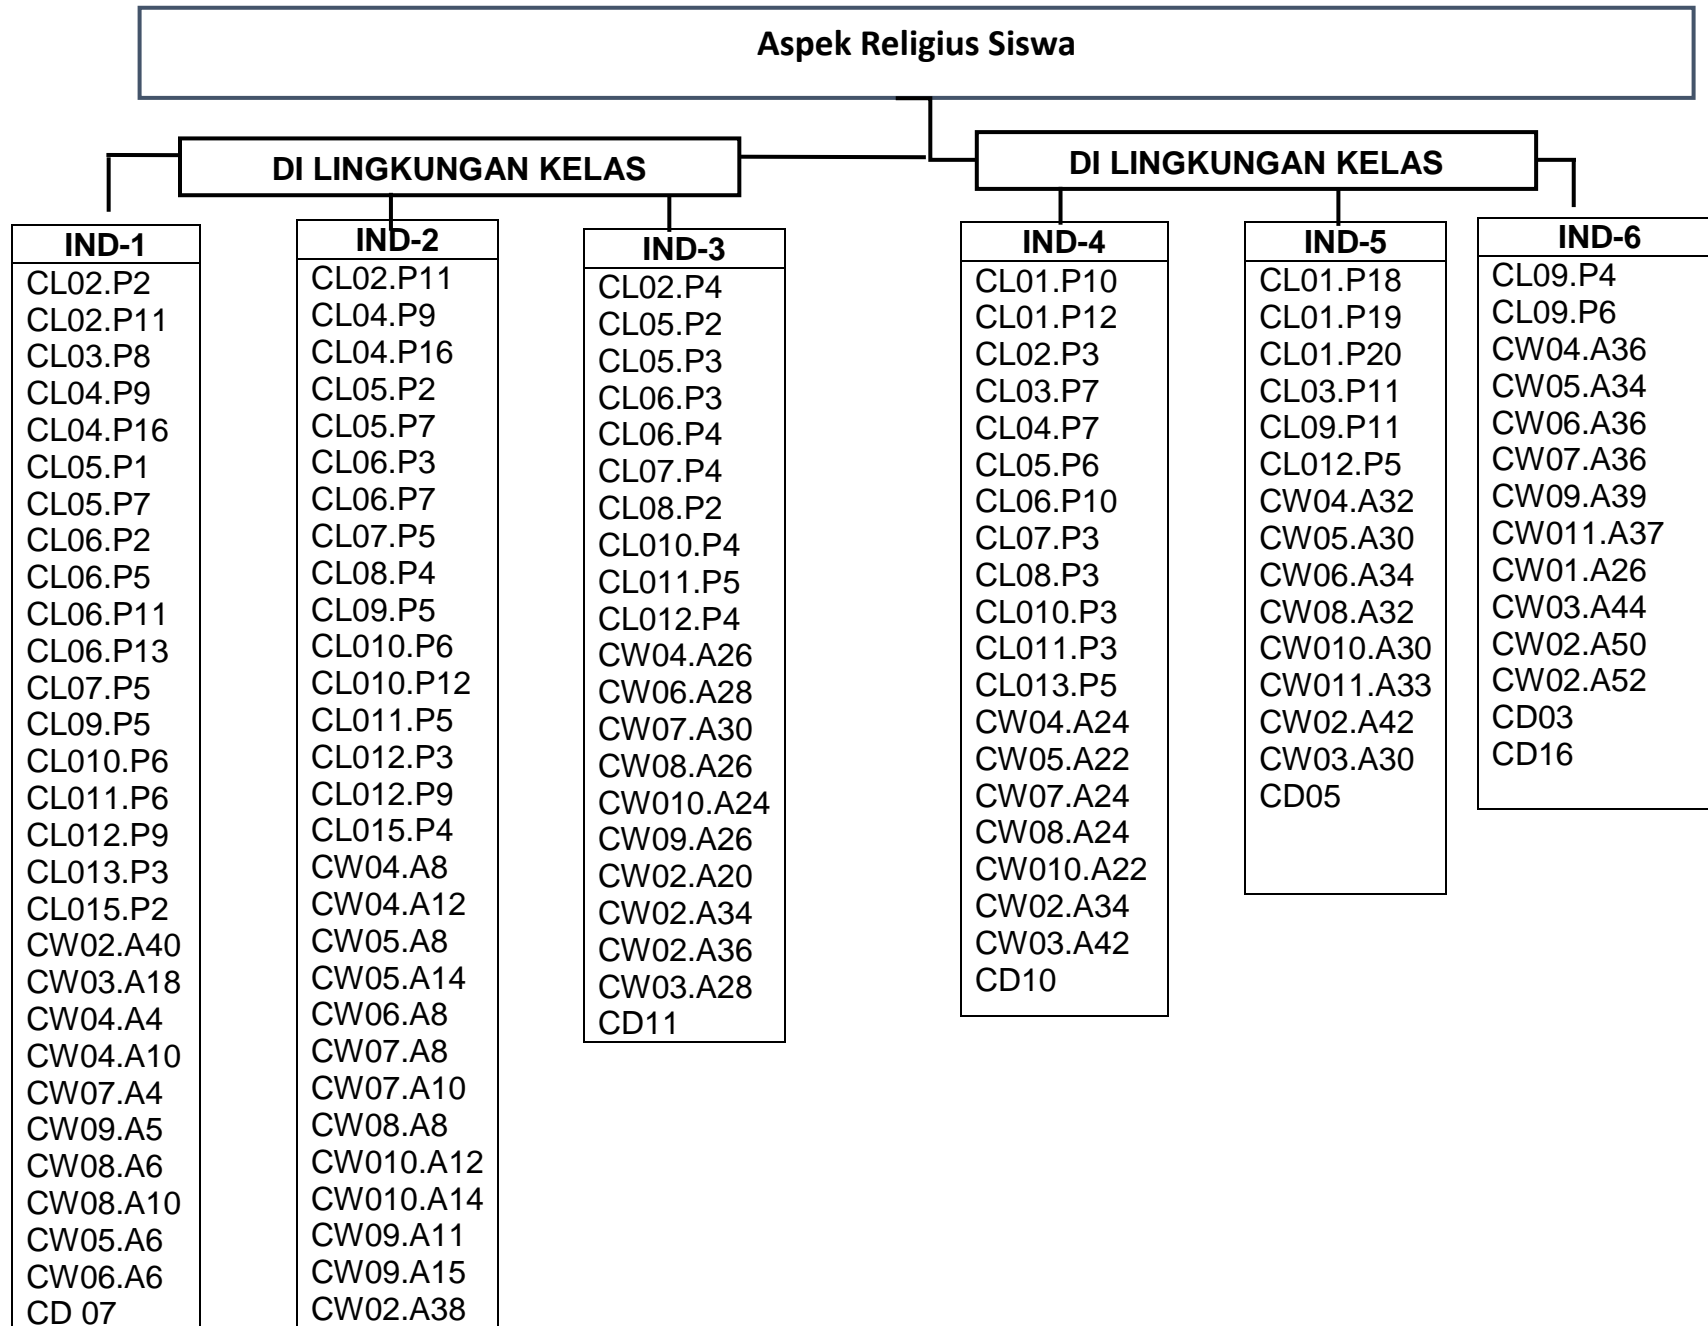 Aspek Religius Siswa
DI LINGKUNGAN KELAS
IND-1
CL02.P2
CL02.P11
CL03.P8
CL04.P9
CL04.P16
CL05.P1
CL05.P7
CL06.P2
CL06.P5
CL06.P11
CL06.P13
CL07.P5
CL09.P5
CL010.P6
CL011.P6
CL012.P9
CL013.P3
CL015.P2
CW02.A40
CW03.A18
CW04.A4
CW04.A10
CW07.A4
CW09.A5
CW08.A6
CW08.A10
CW05.A6
CW06.A6
CD 07
IND-2
CL02.P11
CL04.P9
CL04.P16
CL05.P2
CL05.P7
CL06.P3
CL06.P7
CL07.P5
CL08.P4
CL09.P5
CL010.P6
CL010.P12
CL011.P5
CL012.P3
CL012.P9
CL015.P4
CW04.A8
CW04.A12
CW05.A8
CW05.A14
CW06.A8
CW07.A8
CW07.A10
CW08.A8
CW010.A12
CW010.A14
CW09.A11
CW09.A15
CW02.A38
IND-3
CL02.P4
CL05.P2
CL05.P3
CL06.P3
CL06.P4
CL07.P4
CL08.P2
CL010.P4
CL011.P5
CL012.P4
CW04.A26
CW06.A28
CW07.A30
CW08.A26
CW010.A24
CW09.A26
CW02.A20
CW02.A34
CW02.A36
CW03.A28
CD11
DI LINGKUNGAN KELAS
IND-4
CL01.P10
CL01.P12
CL02.P3
CL03.P7
CL04.P7
CL05.P6
CL06.P10
CL07.P3
CL08.P3
CL010.P3
CL011.P3
CL013.P5
CW04.A24
CW05.A22
CW07.A24
CW08.A24
CW010.A22
CW02.A34
CW03.A42
CD10
IND-5
CL01.P18
CL01.P19
CL01.P20
CL03.P11
CL09.P11
CL012.P5
CW04.A32
CW05.A30
CW06.A34
CW08.A32
CW010.A30
CW011.A33
CW02.A42
CW03.A30
CD05
IND-6
CL09.P4
CL09.P6
CW04.A36
CW05.A34
CW06.A36
CW07.A36
CW09.A39
CW011.A37
CW01.A26
CW03.A44
CW02.A50
CW02.A52
CD03
CD16